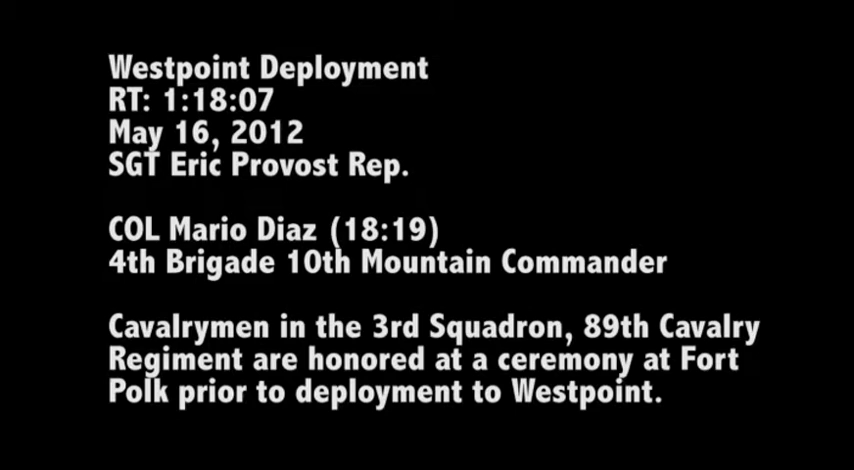 Westpoint Deployment
RT: 1:18:07
May 16, 2012
SGT Eric Provost Rep.
COL Mario Diaz (18:19)
4th Brigade 10th Mountain Commander
Cavalrymen in the 3rd Squadron, 89th Cavalry
Regiment are honored at a ceremony at Fort
Polk prior to deployment to Westpoint.